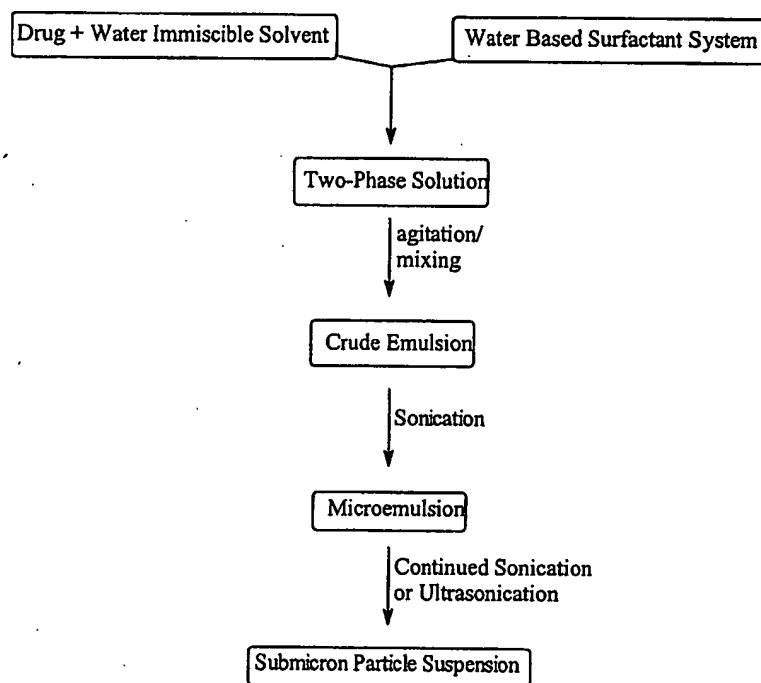 Drug + Water Immiscible Solvent
Water Based Surfactant System
Two-Phase Solution
agitation/
mixing
Crude Emulsion
Sonication
Microemulsion
Continued Sonication
or Ultrasonication
Submicron Particle Suspension